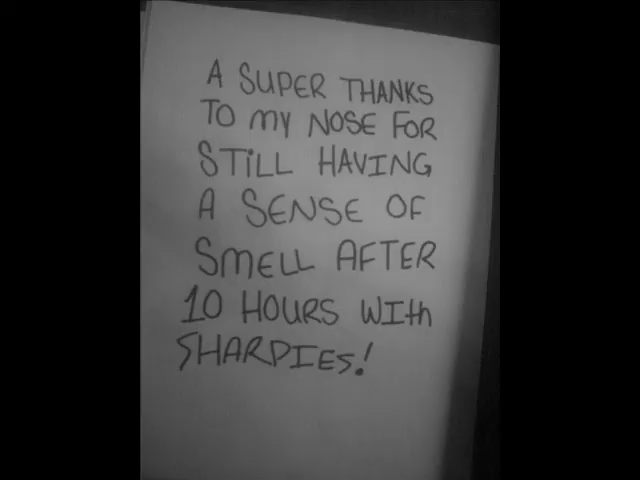 A SUPER THANKS
TO MY NOSE FOR
STiLL HAVING
A SENSE OF
SMELL AFTER
10 HOURS WITh
SHARPIES!